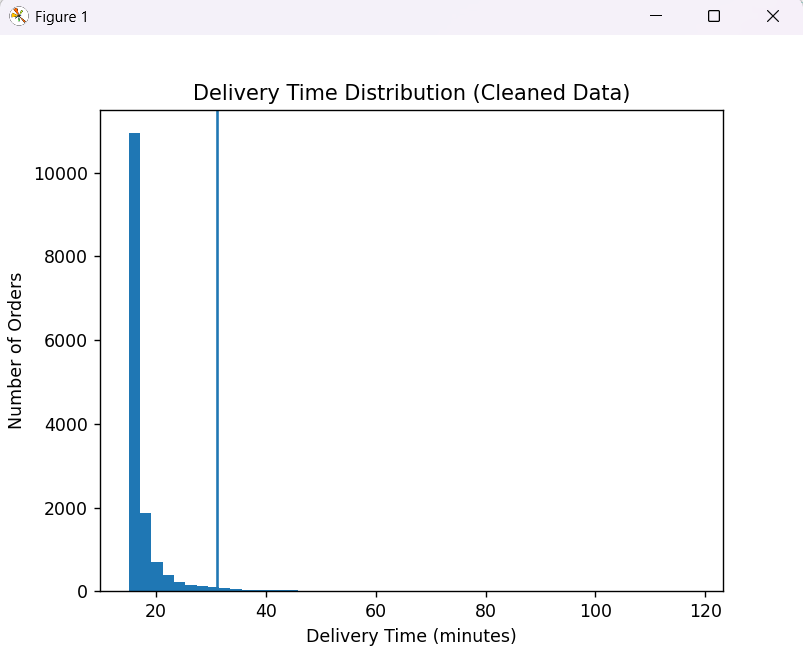 Figure 1
Delivery Time Distribution (Cleaned Data)
Number of Orders
10000
8000
6000
4000
2000
0
20 40 60 80 100 120
Delivery Time (minutes)